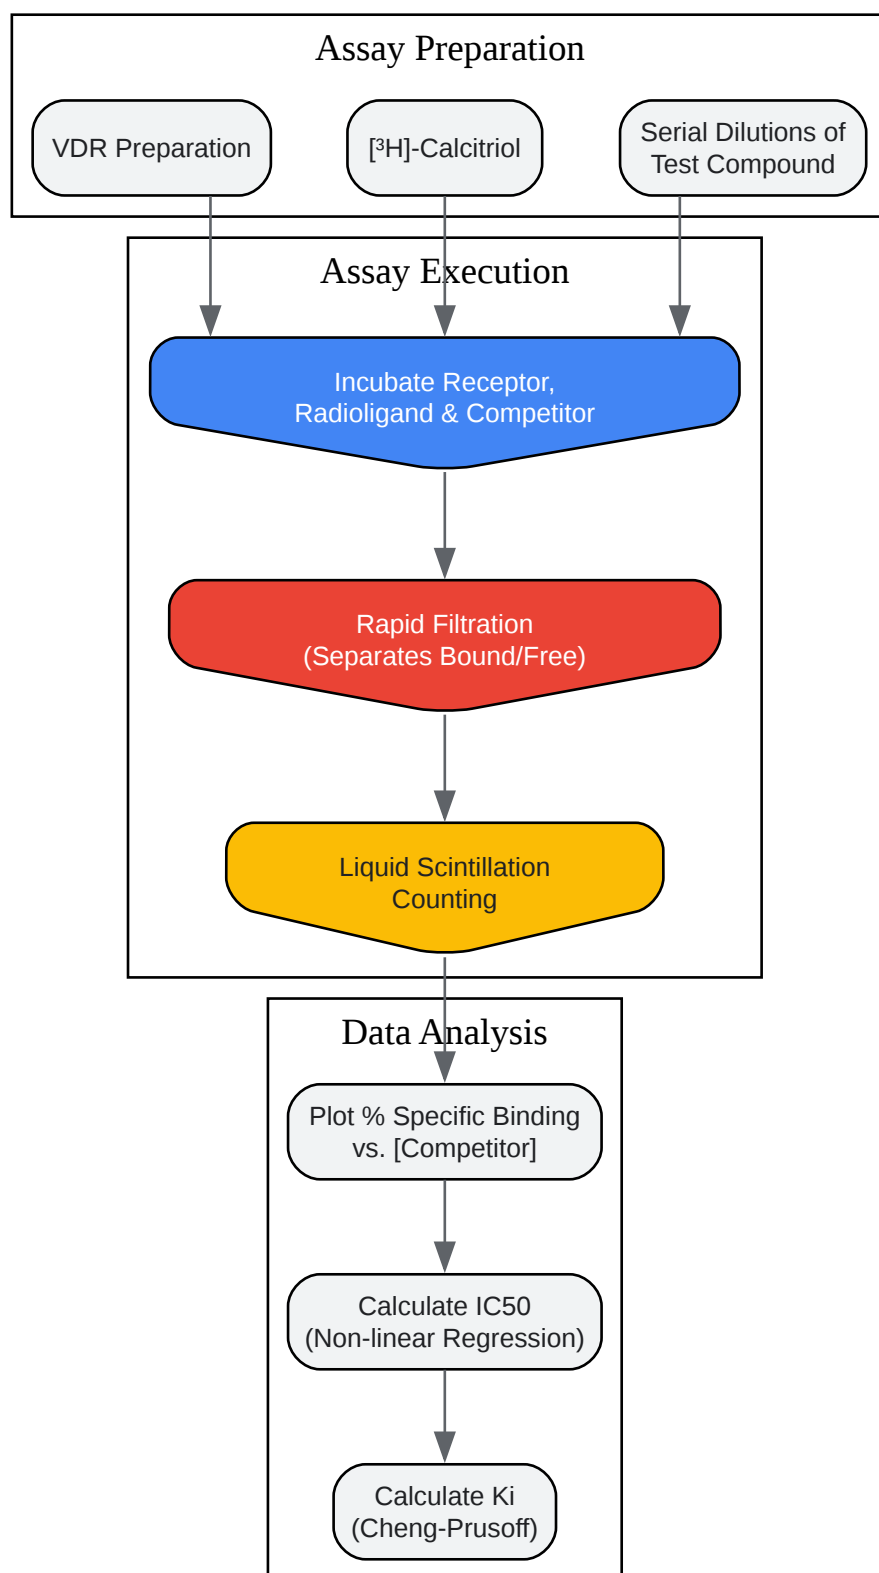 Assay Preparation
VDR Preparation
[³H]-Calcitriol
Serial Dilutions of
Test Compound
Assay Execution
Incubate Receptor,
Radioligand & Competitor
Rapid Filtration
(Separates Bound/Free)
Liquid Scintillation
Counting
Data Analysis
Plot % Specific Binding
vs. [Competitor]
Calculate IC50
(Non-linear Regression)
Calculate Ki
(Cheng-Prusoff)